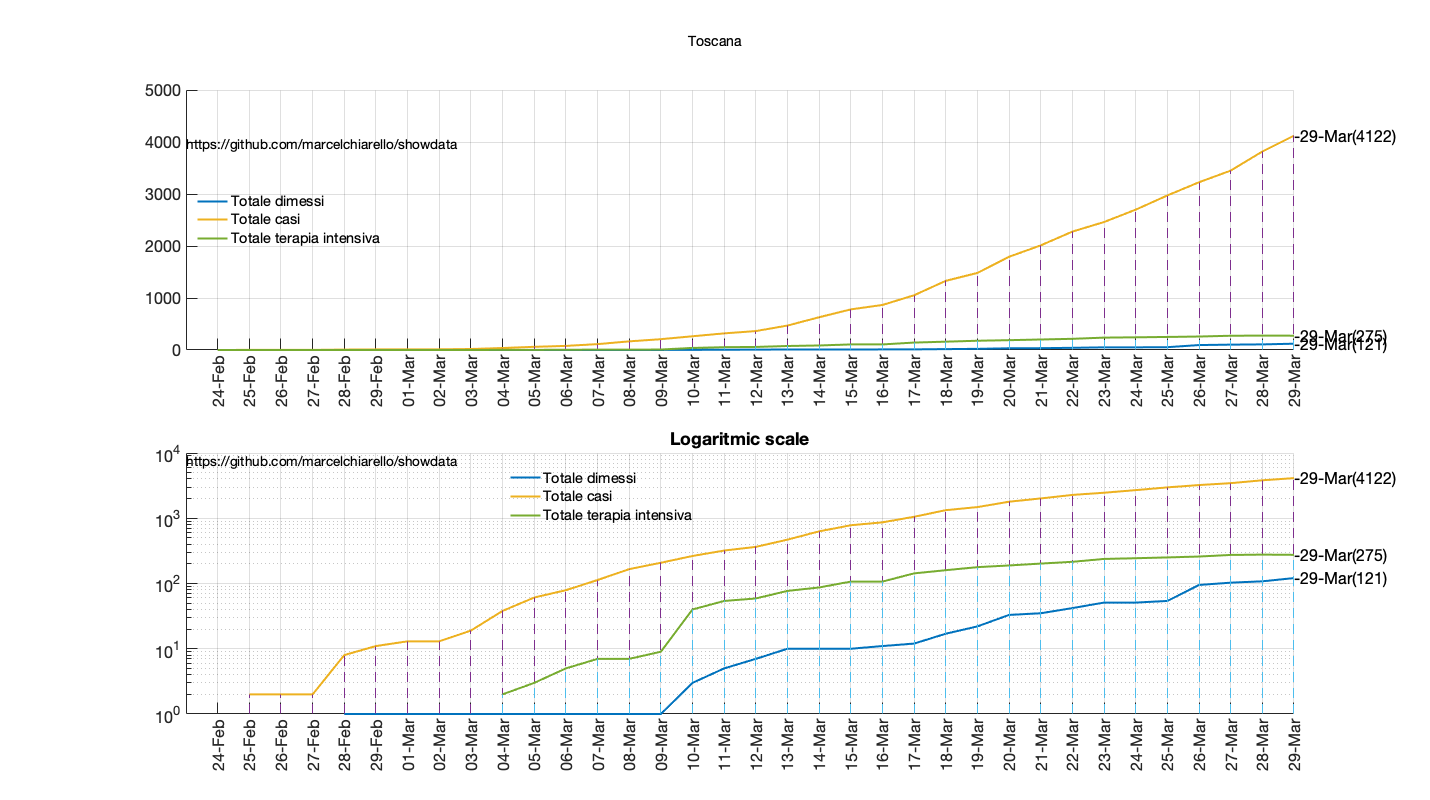 Toscana
5000
4000
3000
2000
1000
0
https://github.com/marcelchiarello/showdata
Totale dimessi
Totale casi
Totale terapia intensiva
-29-Mar(4122)
-29-Mar(275)
-29-Mar(121)
24-Feb
25-Feb
26-Feb
27-Feb
28-Feb
29-Feb
01-Mar
02-Mar
03-Mar
04-Mar
05-Mar
06-Mar
07-Mar
08-Mar
09-Mar
10-Mar
11-Mar
12-Mar
13-Mar
14-Mar
15-Mar
16-Mar
17-Mar
18-Mar
19-Mar
20-Mar
21-Mar
22-Mar
23-Mar
24-Mar
25-Mar
26-Mar
27-Mar
28-Mar
29-Mar
Logaritmic scale
10^4
10^3
10^2
10^1
10^0
https://github.com/marcelchiarello/showdata
Totale dimessi
Totale casi
Totale terapia intensiva
-29-Mar(4122)
-29-Mar(275)
-29-Mar(121)
24-Feb
25-Feb
26-Feb
27-Feb
28-Feb
29-Feb
01-Mar
02-Mar
03-Mar
04-Mar
05-Mar
06-Mar
07-Mar
08-Mar
09-Mar
10-Mar
11-Mar
12-Mar
13-Mar
14-Mar
15-Mar
16-Mar
17-Mar
18-Mar
19-Mar
20-Mar
21-Mar
22-Mar
23-Mar
24-Mar
25-Mar
26-Mar
27-Mar
28-Mar
29-Mar